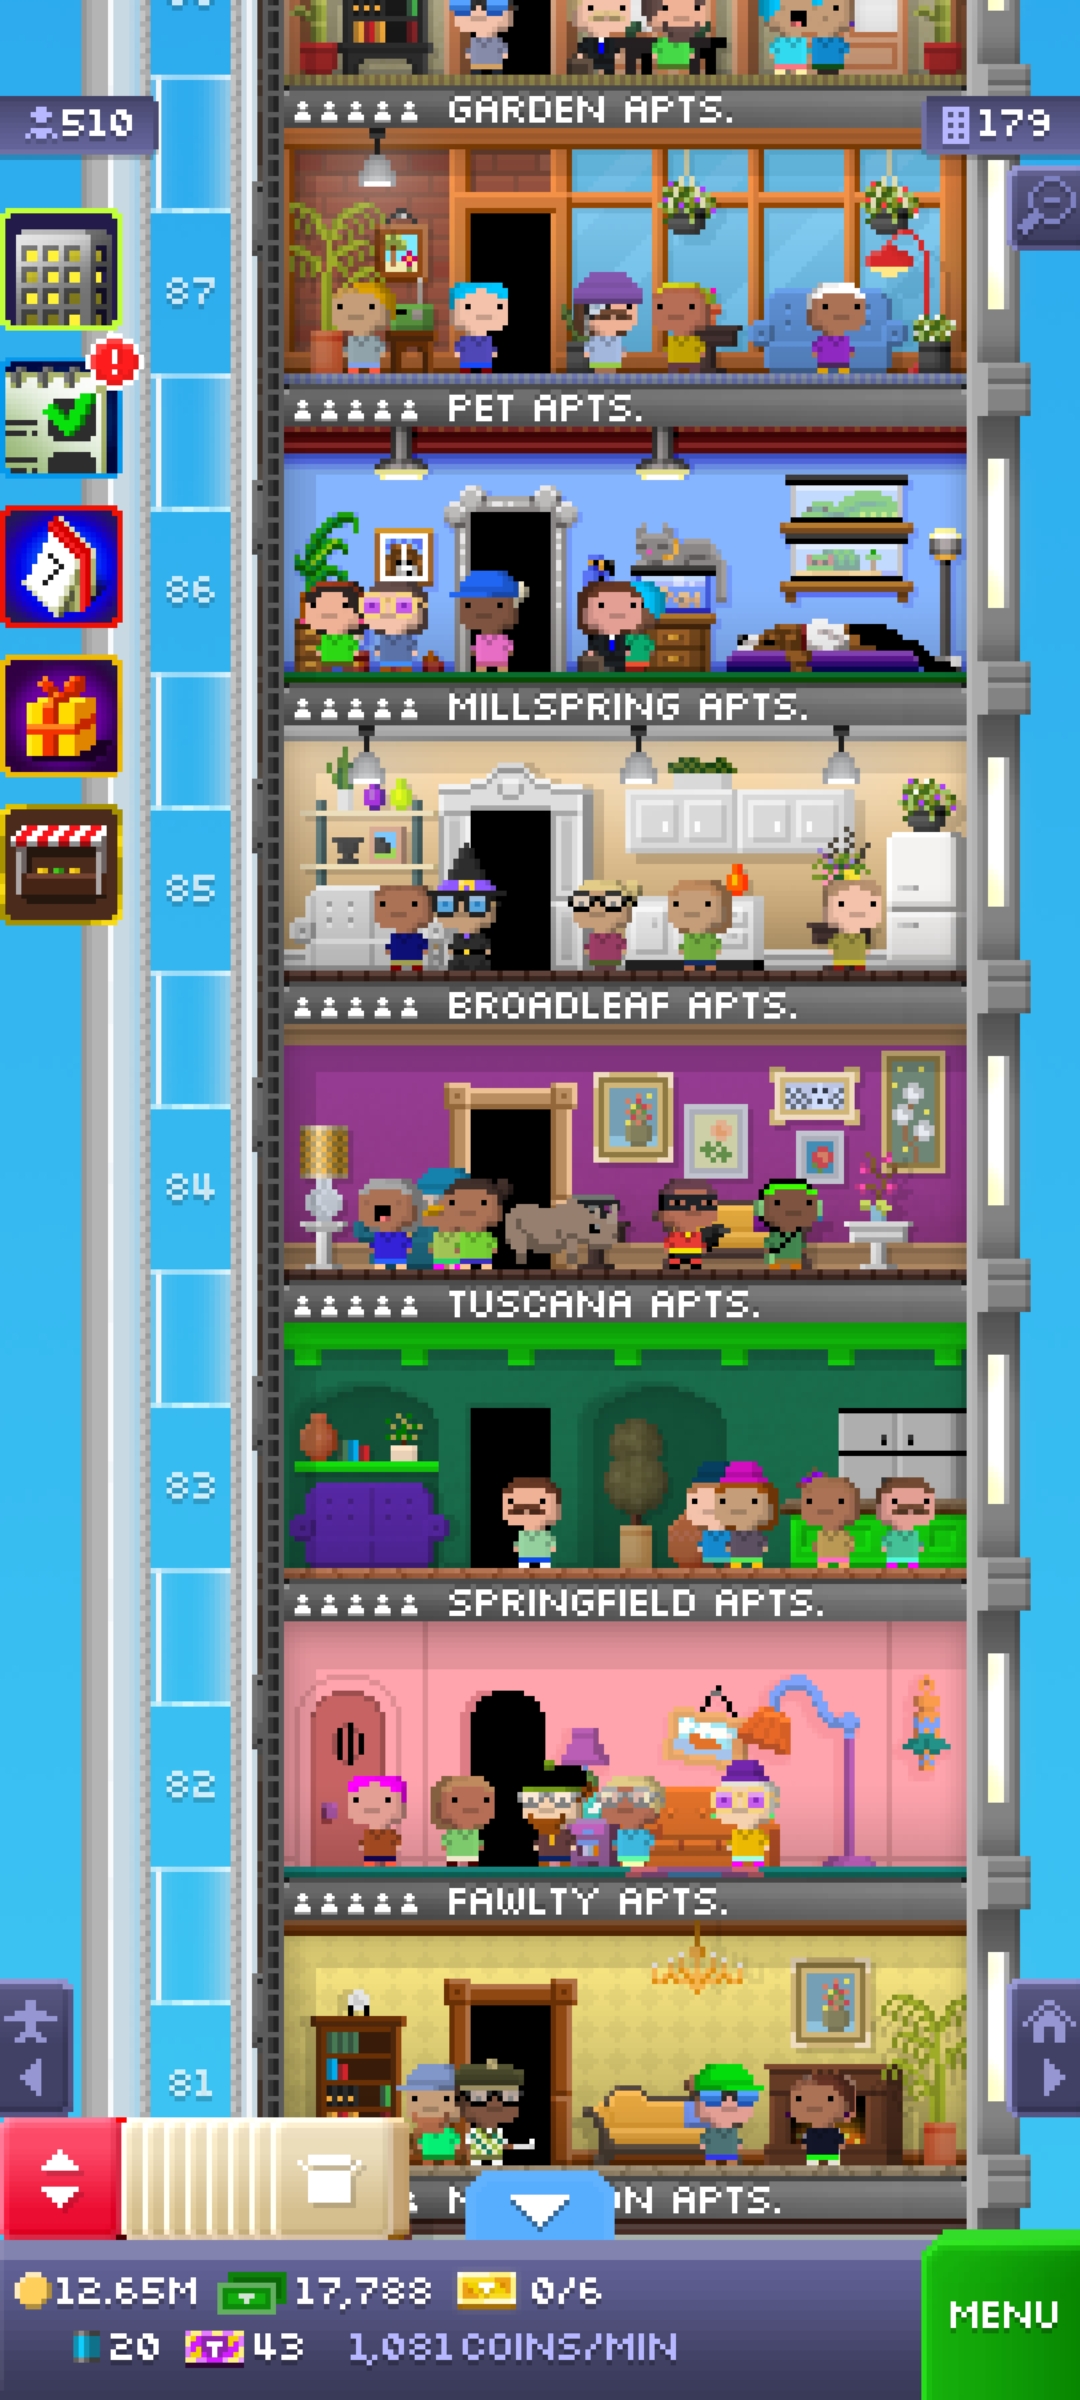 GARDEN APTS.
510
179
87
PET APTS.
!
7
86
MILLSPRING APTS.
85
BROADLEAF APTS.
84
TUSCANA APTS.
83
SPRINGFIELD APTS.
82
FAWLTY APTS.
81
APTS.
12.65M 17,788 0/6
20 43 1,081 COINS/MIN
MENU